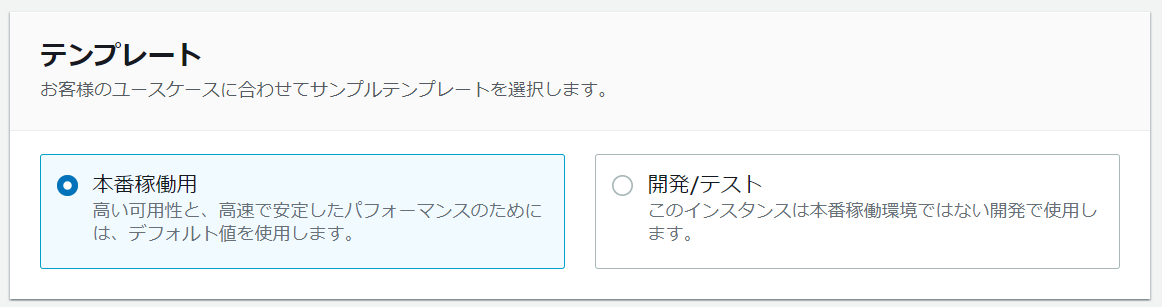 テンプレート
お客様のユースケースに合わせてサンプルテンプレートを選択します。
本番稼働用
高い可用性と、高速で安定したパフォーマンスのためにに
は、デフォルト値を使用します。
開発/テスト
このインスタンスは本番稼働環境ではない開発で使用し
ます。